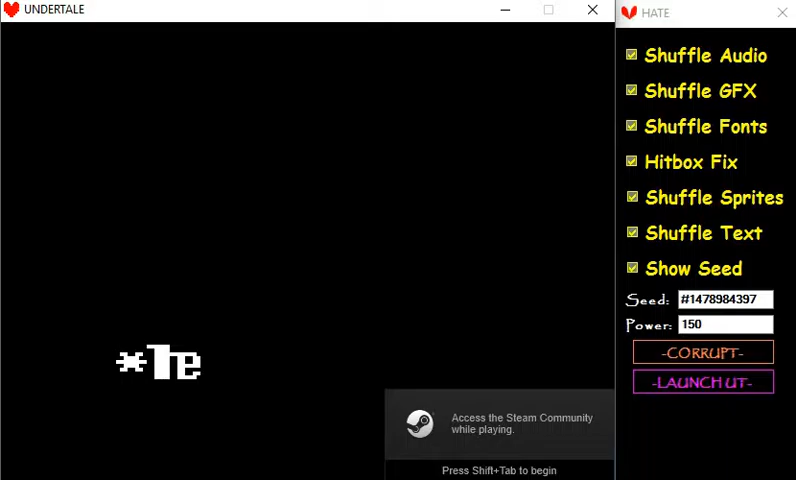 UNDERTALE
*Te
Access the Steam Community
while playing.
Press Shift+Tab to begin
HATE
Shuffle Audio
Shuffle GFX
Shuffle Fonts
Hitbox Fix
Shuffle Sprites
Shuffle Text
Show Seed
Seed: #1478984397
Power: 150
-CORRUPT-
-LAUNCH UT-